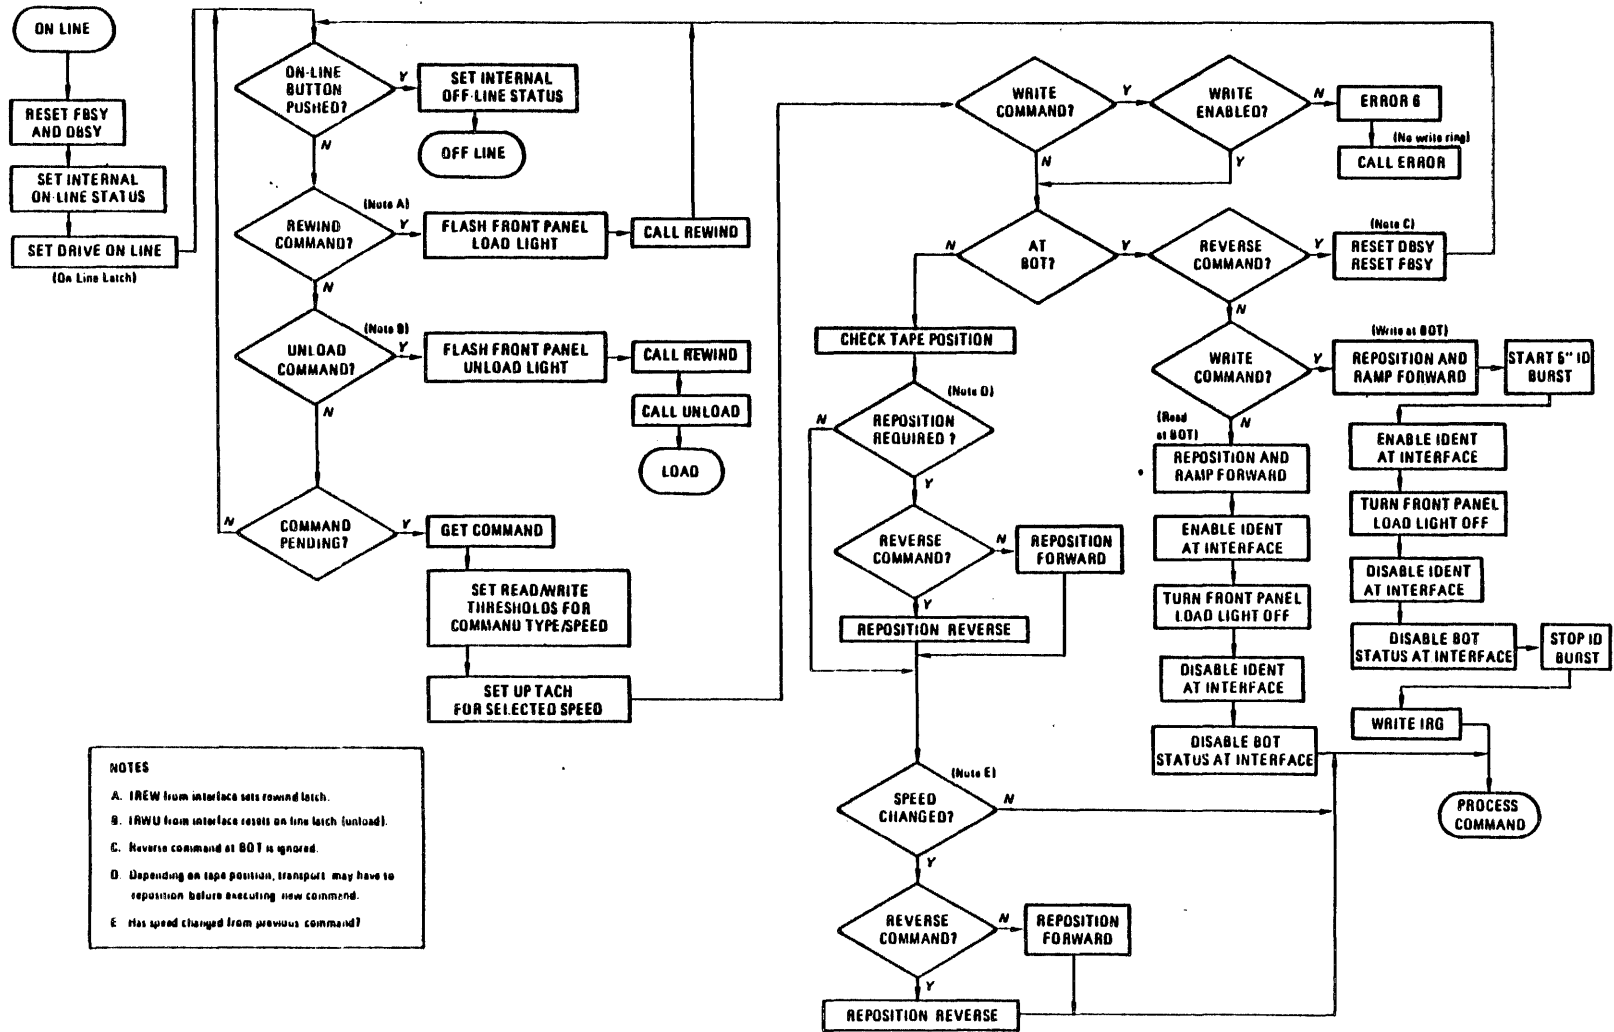 ON LINE
RESET FBSY
AND DBSY
SET INTERNAL
ON-LINE STATUS
SET DRIVE ON LINE
(On Line Latch)
ON-LINE
BUTTON
PUSHED?
Y
N
SET INTERNAL
OFF-LINE STATUS
OFF LINE
REWIND
COMMAND?
(Note A)
Y
N
FLASH FRONT PANEL
LOAD LIGHT
CALL REWIND
UNLOAD
COMMAND?
(Note B)
Y
N
FLASH FRONT PANEL
UNLOAD LIGHT
CALL REWIND
CALL UNLOAD
LOAD
COMMAND
PENDING?
N
Y
GET COMMAND
SET READ/WRITE
THRESHOLDS FOR
COMMAND TYPE/SPEED
SET UP TACH
FOR SELECTED SPEED
WRITE
COMMAND?
Y
N
WRITE
ENABLED?
N
Y
ERROR 6
(No write ring)
CALL ERROR
AT
BOT?
N
Y
REVERSE
COMMAND?
Y
N
(Note C)
RESET DBSY
RESET FBSY
CHECK TAPE POSITION
(Note D)
REPOSITION
REQUIRED?
N
Y
REVERSE
COMMAND?
N
Y
REPOSITION
FORWARD
REPOSITION REVERSE
WRITE
COMMAND?
Y
N
(Write at BOT)
REPOSITION AND
RAMP FORWARD
START 6" ID
BURST
ENABLE IDENT
AT INTERFACE
TURN FRONT PANEL
LOAD LIGHT OFF
DISABLE IDENT
AT INTERFACE
DISABLE BOT
STATUS AT INTERFACE
STOP ID
BURST
WRITE IRG
(Read
at BOT)
REPOSITION AND
RAMP FORWARD
ENABLE IDENT
AT INTERFACE
TURN FRONT PANEL
LOAD LIGHT OFF
DISABLE IDENT
AT INTERFACE
DISABLE BOT
STATUS AT INTERFACE
PROCESS
COMMAND
(Note E)
SPEED
CHANGED?
N
Y
REVERSE
COMMAND?
N
Y
REPOSITION
FORWARD
REPOSITION REVERSE
NOTES
A. IREW from interface sets rewind latch.
B. IRWU from interface resets on line latch (unload).
C. Reverse command at BOT is ignored.
D. Depending on tape position, transport may have to
reposition before executing new command.
E Has speed changed from previous command?